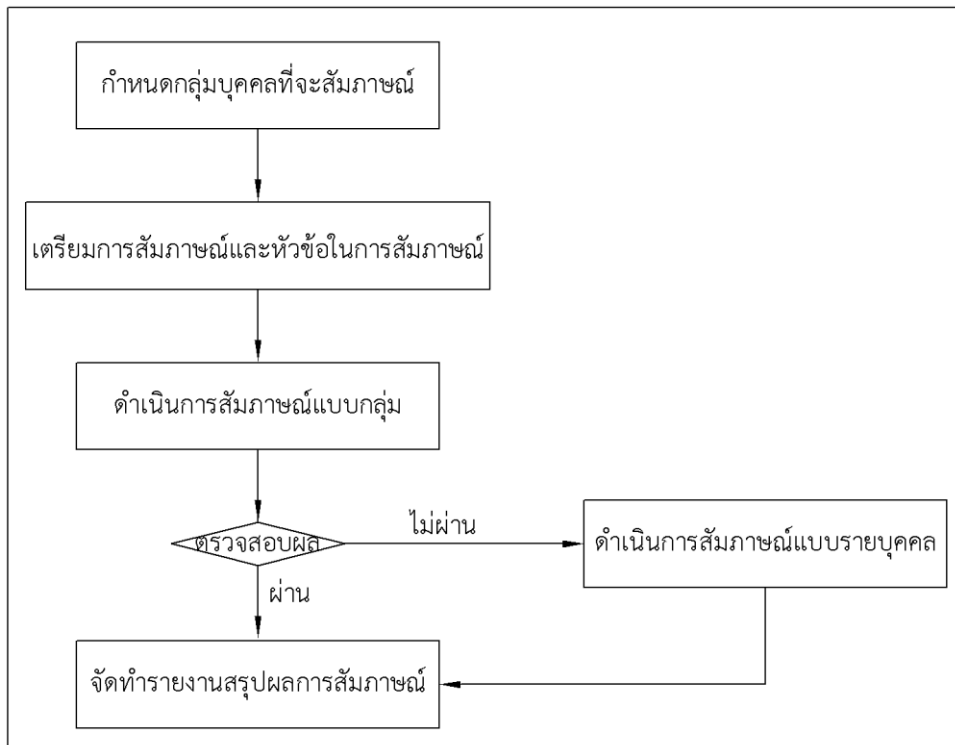 กำหนดกลุ่มบุคคลที่จะสัมภาษณ์
เตรียมการสัมภาษณ์และหัวข้อในการสัมภาษณ์
ดำเนินการสัมภาษณ์แบบกลุ่ม
ตรวจสอบผล
ไม่ผ่าน
ดำเนินการสัมภาษณ์แบบรายบุคคล
ผ่าน
จัดทำรายงานสรุปผลการสัมภาษณ์